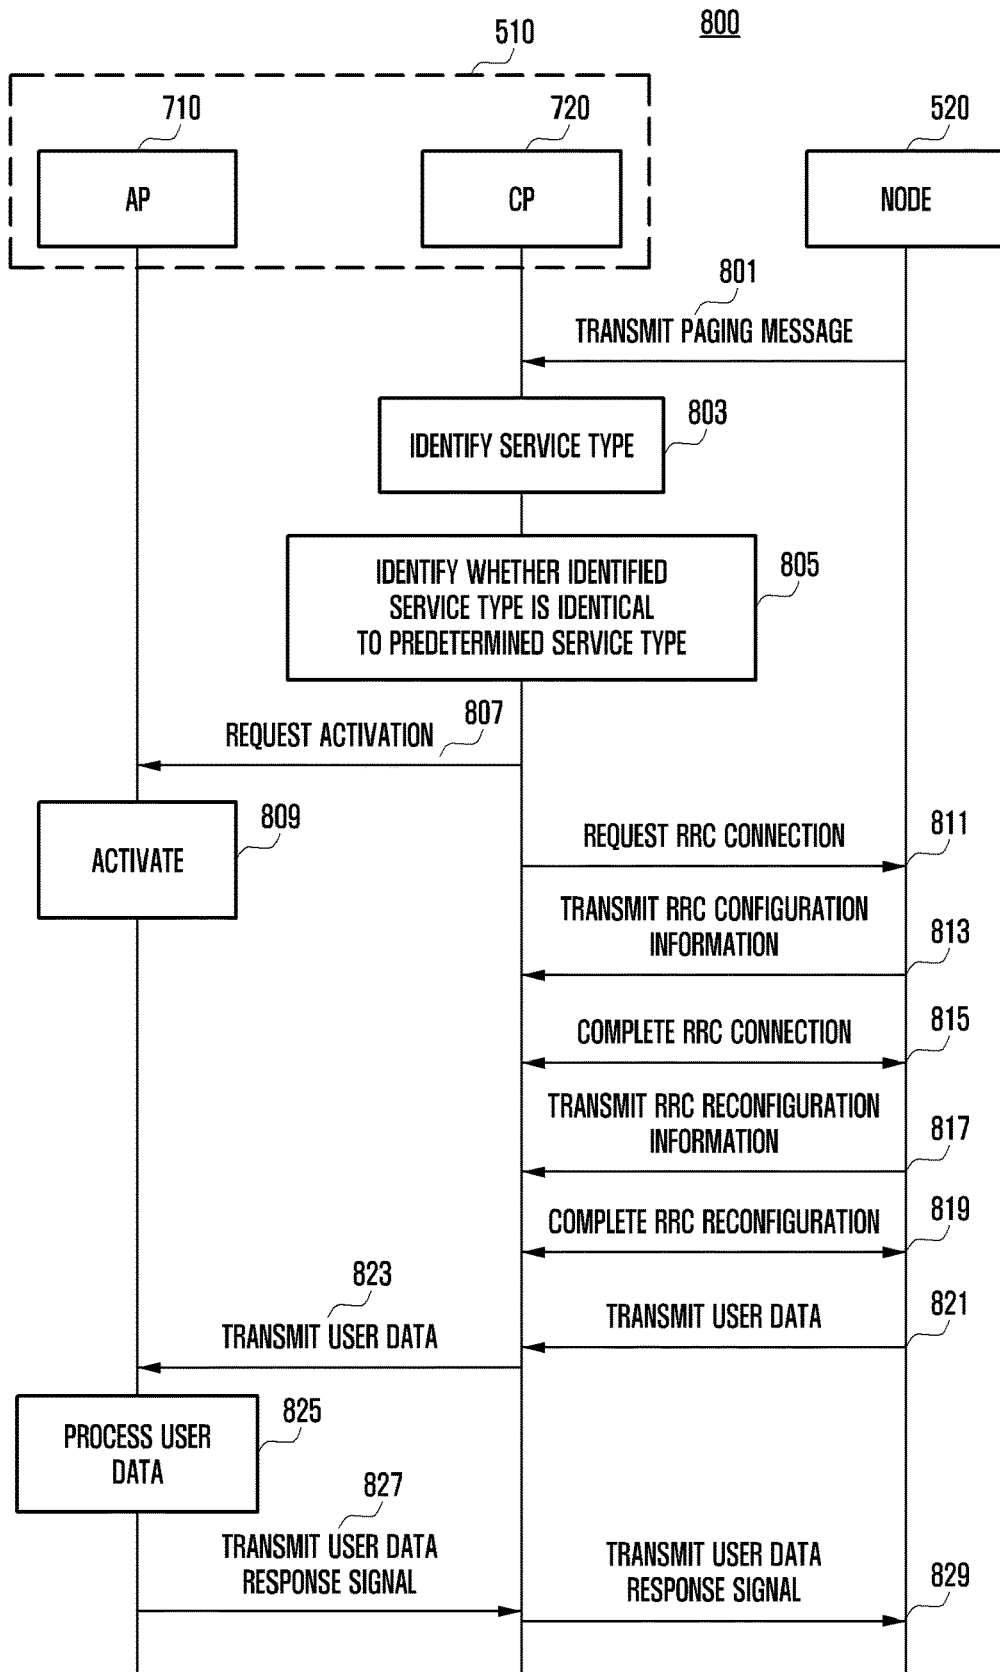 800
510
710
720
520
AP
CP
NODE
801
TRANSMIT PAGING MESSAGE
IDENTIFY SERVICE TYPE
803
IDENTIFY WHETHER IDENTIFIED
SERVICE TYPE IS IDENTICAL
TO PREDETERMINED SERVICE TYPE
805
807
REQUEST ACTIVATION
ACTIVATE
809
REQUEST RRC CONNECTION
811
TRANSMIT RRC CONFIGURATION
INFORMATION
813
COMPLETE RRC CONNECTION
815
TRANSMIT RRC RECONFIGURATION
INFORMATION
817
COMPLETE RRC RECONFIGURATION
819
823
TRANSMIT USER DATA
TRANSMIT USER DATA
821
PROCESS USER
DATA
825
827
TRANSMIT USER DATA
RESPONSE SIGNAL
TRANSMIT USER DATA
RESPONSE SIGNAL
829